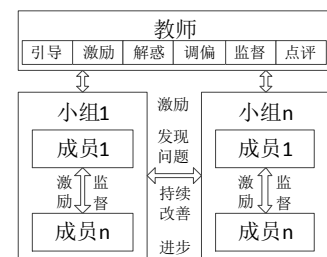 教师
引导 激励 解惑 调偏 监督 点评
小组1
成员1
激励
监督
成员n
激励
发现
问题
持续
改善
进步
小组n
成员1
激励
监督
成员n